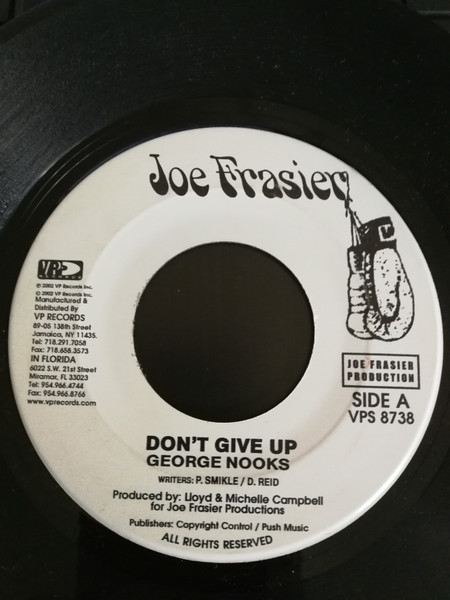 Joe Frasier
VP
℗ 2002 VP Records Inc.
© 2002 VP Records Inc.
Manufactured &
Distributed By
VP RECORDS
89-05 138th Street
Jamaica, NY 11435.
Tel: 718.291.7058
Fax: 718.658.3573
IN FLORIDA
6022 S.W. 21st Street
Miramar, FL 33023
Tel: 954.966.4744
Fax: 954.966.8766
www.vprecords.com
JOE FRASIER
PRODUCTION
SIDE A
VPS 8738
DON'T GIVE UP
GEORGE NOOKS
WRITERS: P. SMIKLE / D. REID
Produced by: Lloyd & Michelle Campbell
for Joe Frasier Productions
Publishers: Copyright Control / Push Music
ALL RIGHTS RESERVED